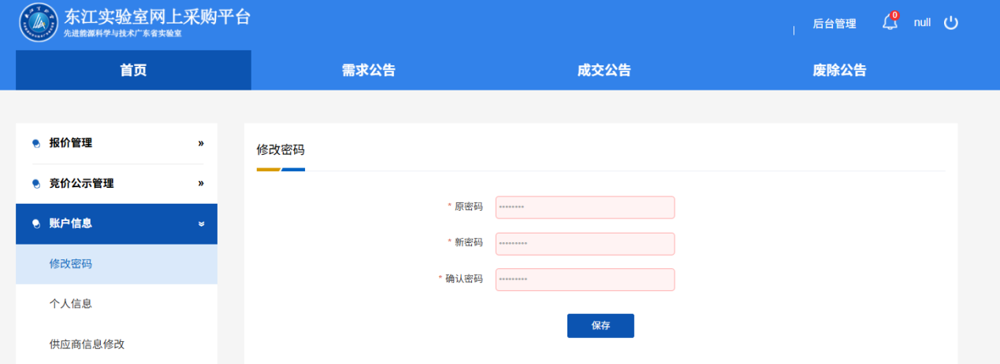 东江实验室网上采购平台
先进能源科学与技术广东省实验室
后台管理 0 null
首页 需求公告 成交公告 废除公告
报价管理 »
竞价公示管理 »
账户信息
修改密码
个人信息
供应商信息修改
修改密码
* 原密码 ••••••••
* 新密码 •••••••••
* 确认密码 •••••••••
保存